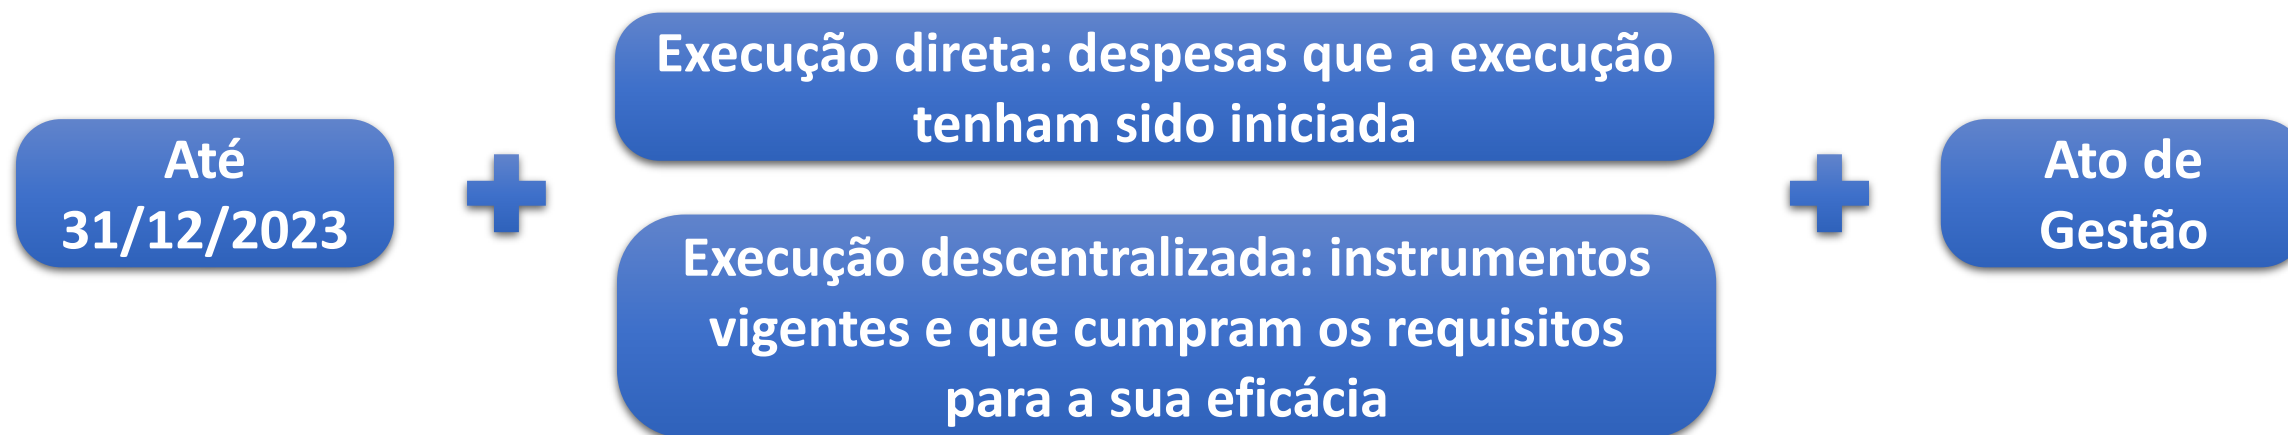 Até
31/12/2023
Execução direta: despesas que a execução
tenham sido iniciada
Execução descentralizada: instrumentos
vigentes e que cumpram os requisitos
para a sua eficácia
Ato de
Gestão